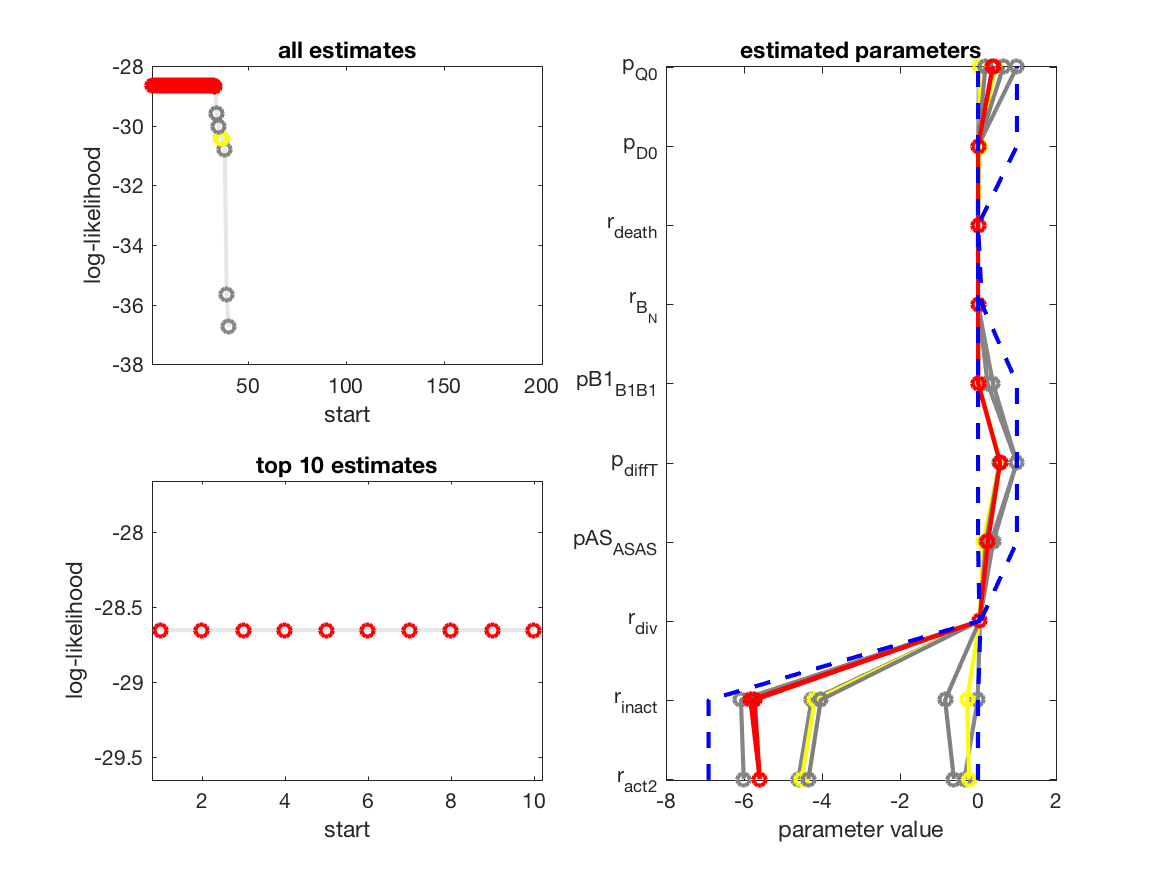 all estimates
-28
-30
-32
-34
-36
-38
log-likelihood
50
100
150
200
start
top 10 estimates
-28
-28.5
-29
-29.5
log-likelihood
2
4
6
8
10
start
estimated parameters
pQ0
pD0
rdeath
rBN
pB1B1B1
pdiffT
pASASAS
rdiv
rinact
ract2
-8
-6
-4
-2
0
2
parameter value